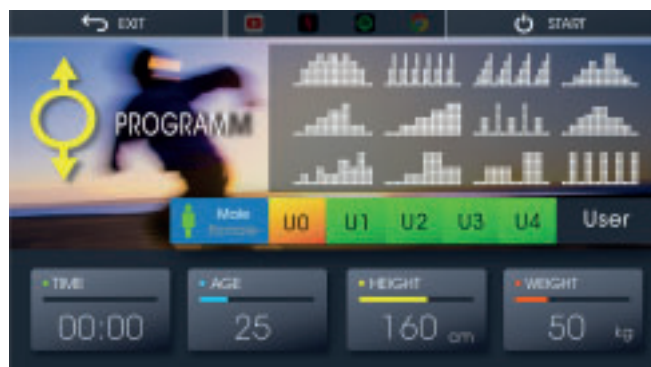 EXIT
START
PROGRAMM
Male
Female
U0 U1 U2 U3 U4 User
TIME
AGE
HEIGHT
WEIGHT
00:00
25
160 cm
50 kg